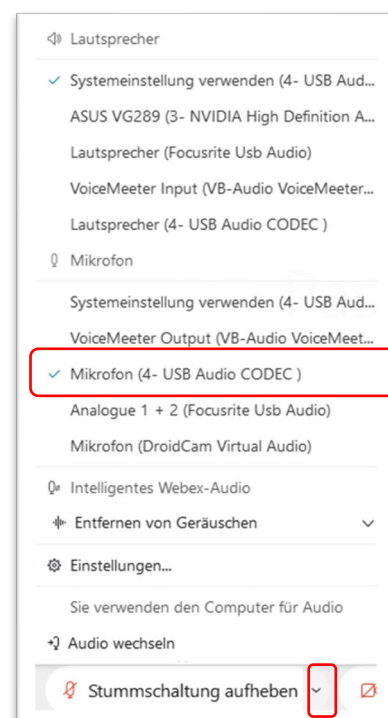 Lautsprecher
Systemeinstellung verwenden (4- USB Aud...
ASUS VG289 (3- NVIDIA High Definition A...
Lautsprecher (Focusrite Usb Audio)
VoiceMeeter Input (VB-Audio VoiceMeeter...
Lautsprecher (4- USB Audio CODEC )
Mikrofon
Systemeinstellung verwenden (4- USB Aud...
VoiceMeeter Output (VB-Audio VoiceMeet...
Mikrofon (4- USB Audio CODEC )
Analogue 1 + 2 (Focusrite Usb Audio)
Mikrofon (DroidCam Virtual Audio)
Intelligentes Webex-Audio
Entfernen von Geräuschen
Einstellungen...
Sie verwenden den Computer für Audio
Audio wechseln
Stummschaltung aufheben